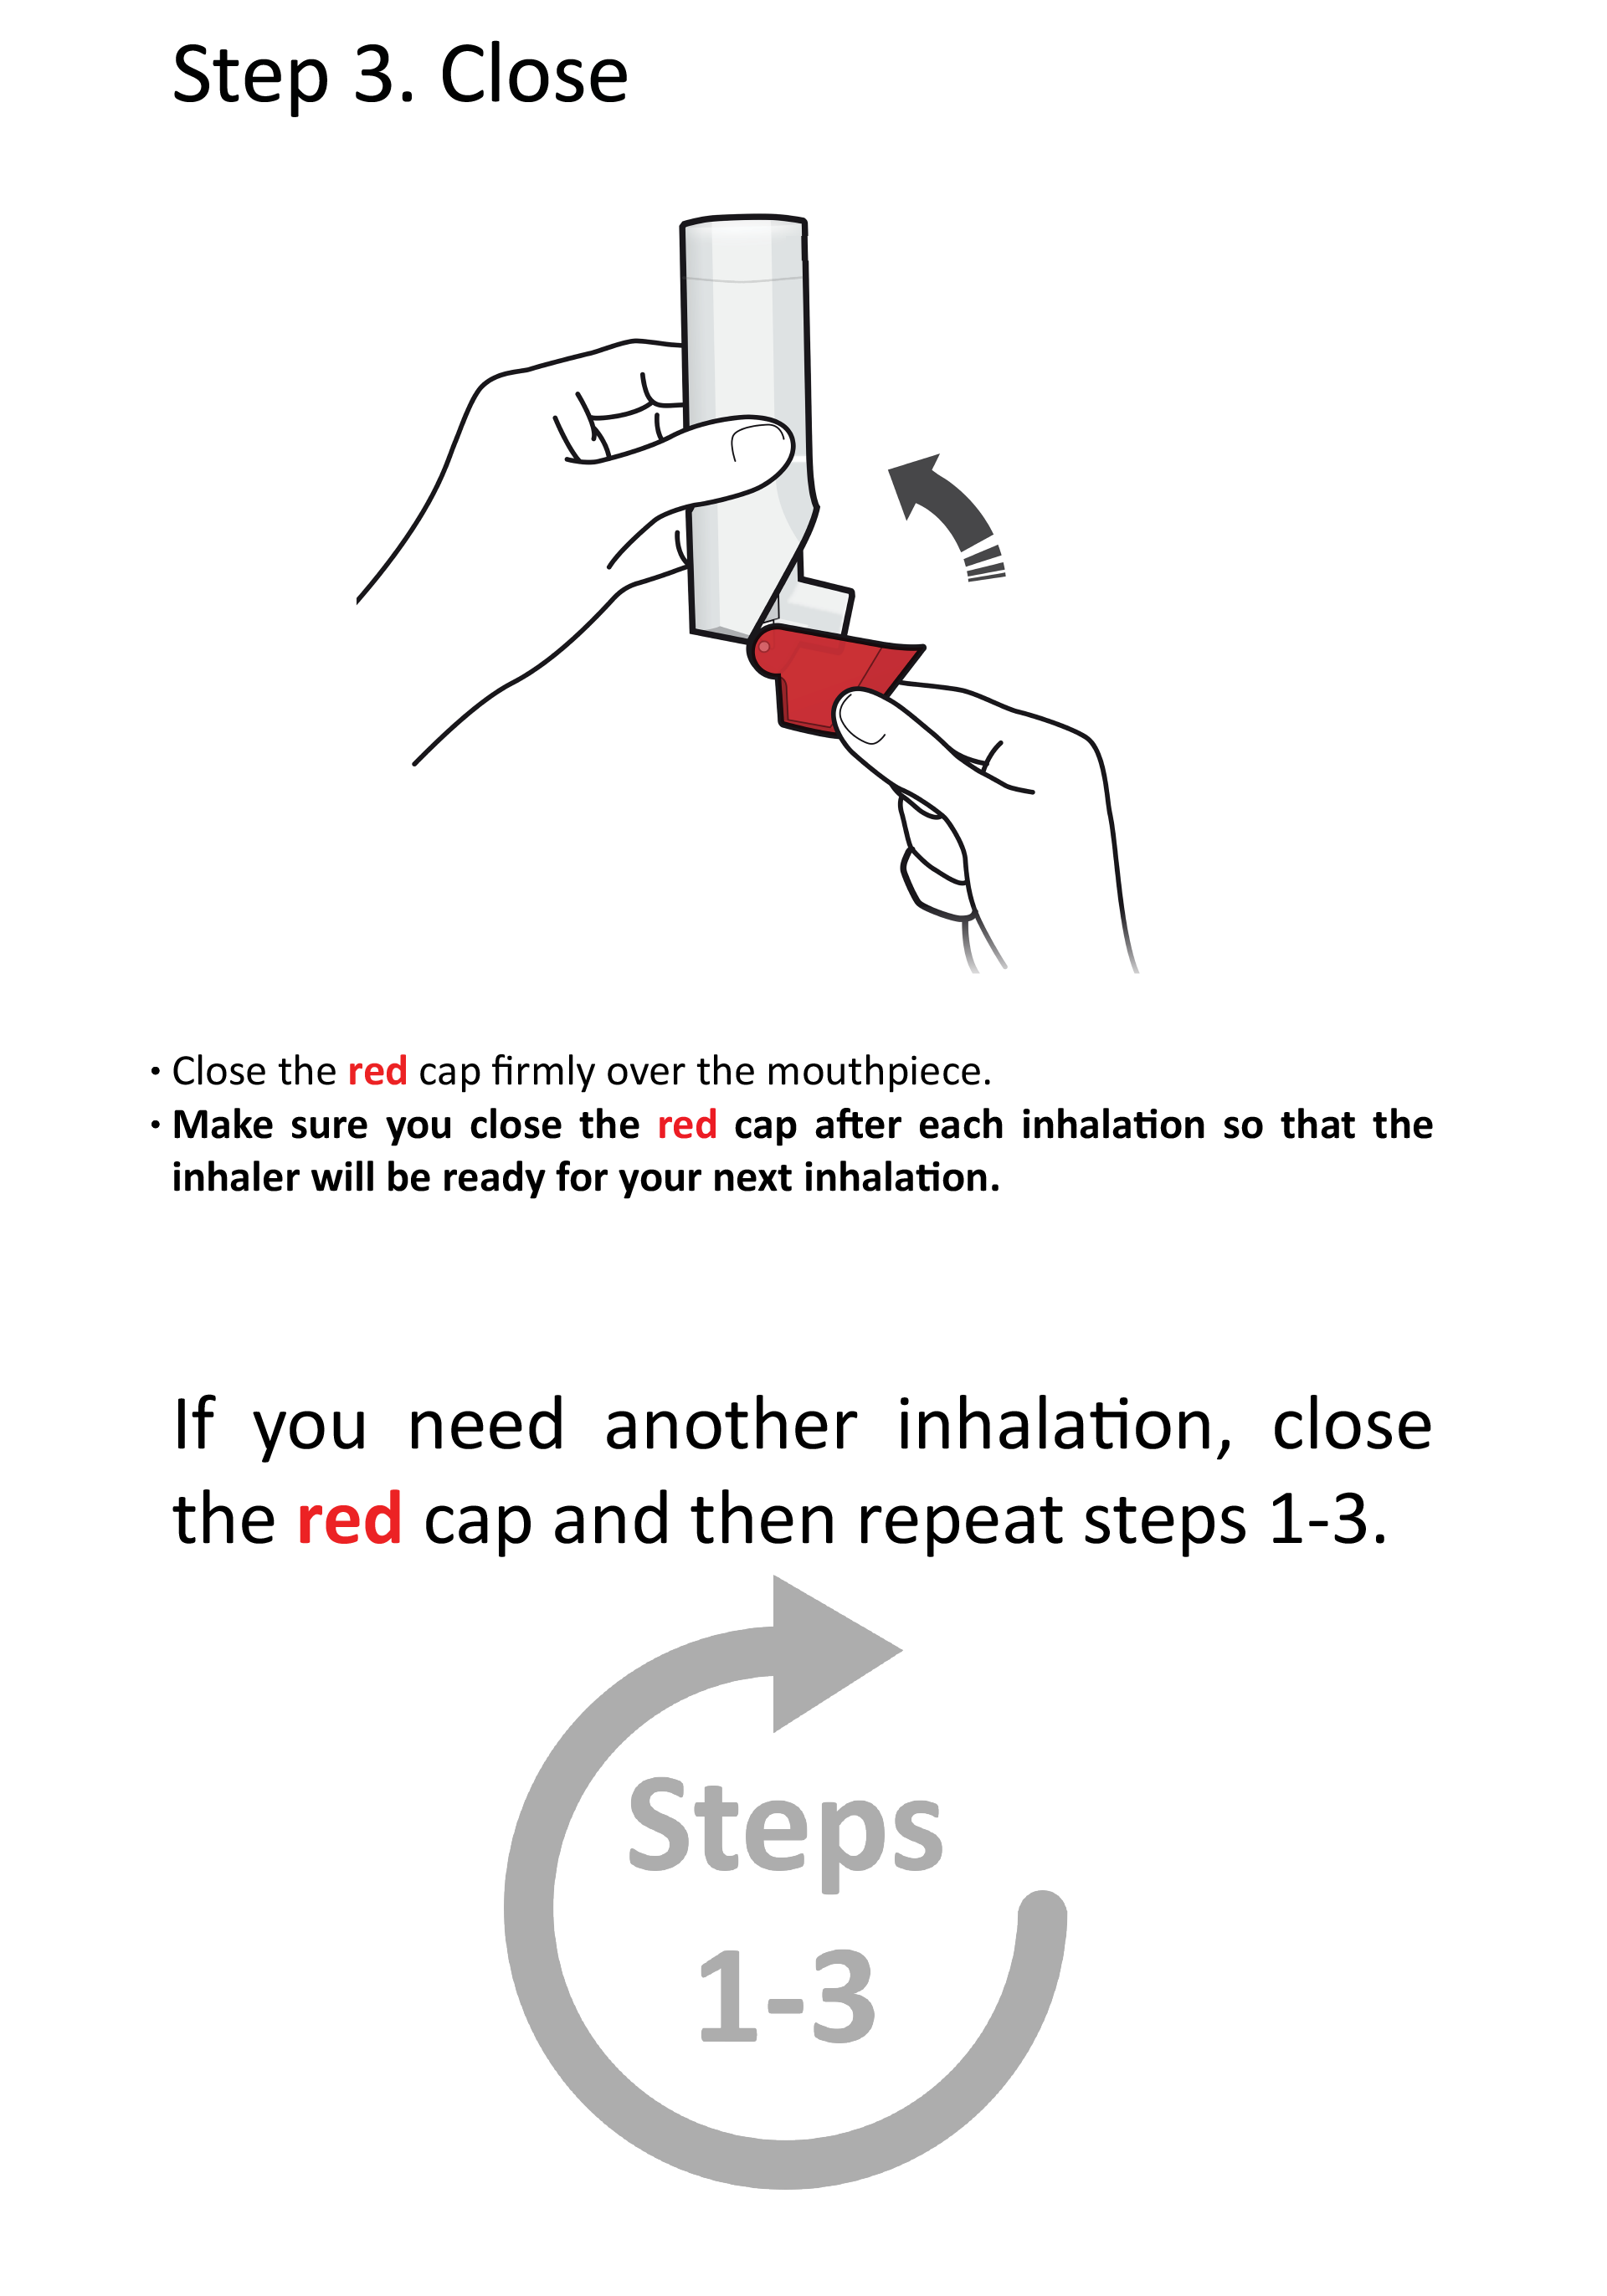 Step 3. Close
· Close the red cap firmly over the mouthpiece.
· Make sure you close the red cap after each inhalation so that the
inhaler will be ready for your next inhalation.
If you need another inhalation, close
the red cap and then repeat steps 1-3.
Steps
1-3